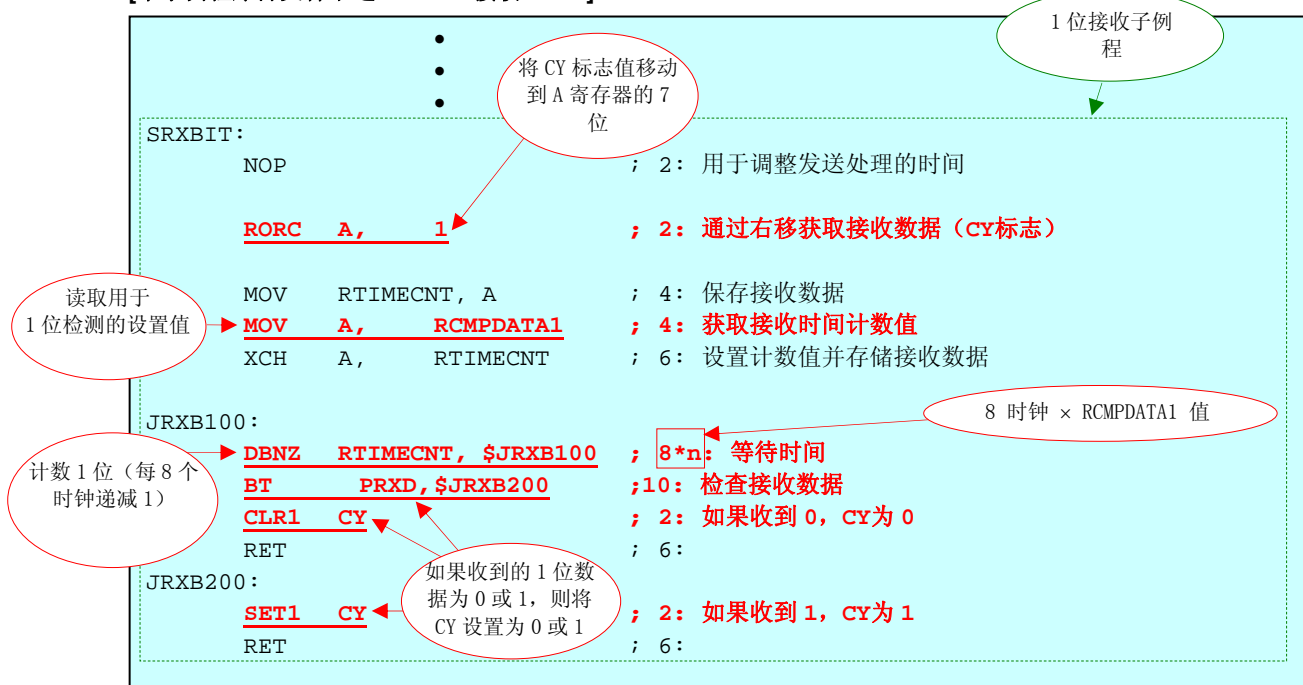 1 位接收子例
程
将 CY 标志值移动
到 A 寄存器的 7
位
SRXBIT:
NOP ; 2: 用于调整发送处理的时间
RORC A, 1 ; 2: 通过右移获取接收数据（CY标志）
读取用于
1 位检测的设置值
MOV RTIMECNT, A ; 4: 保存接收数据
MOV A, RCMPDATA1 ; 4: 获取接收时间计数值
XCH A, RTIMECNT ; 6: 设置计数值并存储接收数据
8 时钟 × RCMPDATA1 值
JRXB100:
计数 1 位（每 8 个
时钟递减 1）
DBNZ RTIMECNT, $JRXB100 ; 8*n: 等待时间
BT PRXD,$JRXB200 ;10: 检查接收数据
CLR1 CY ; 2: 如果收到 0，CY为 0
RET ; 6:
如果收到的 1 位数
据为 0 或 1，则将
CY 设置为 0 或 1
JRXB200:
SET1 CY ; 2: 如果收到 1，CY为 1
RET ; 6: